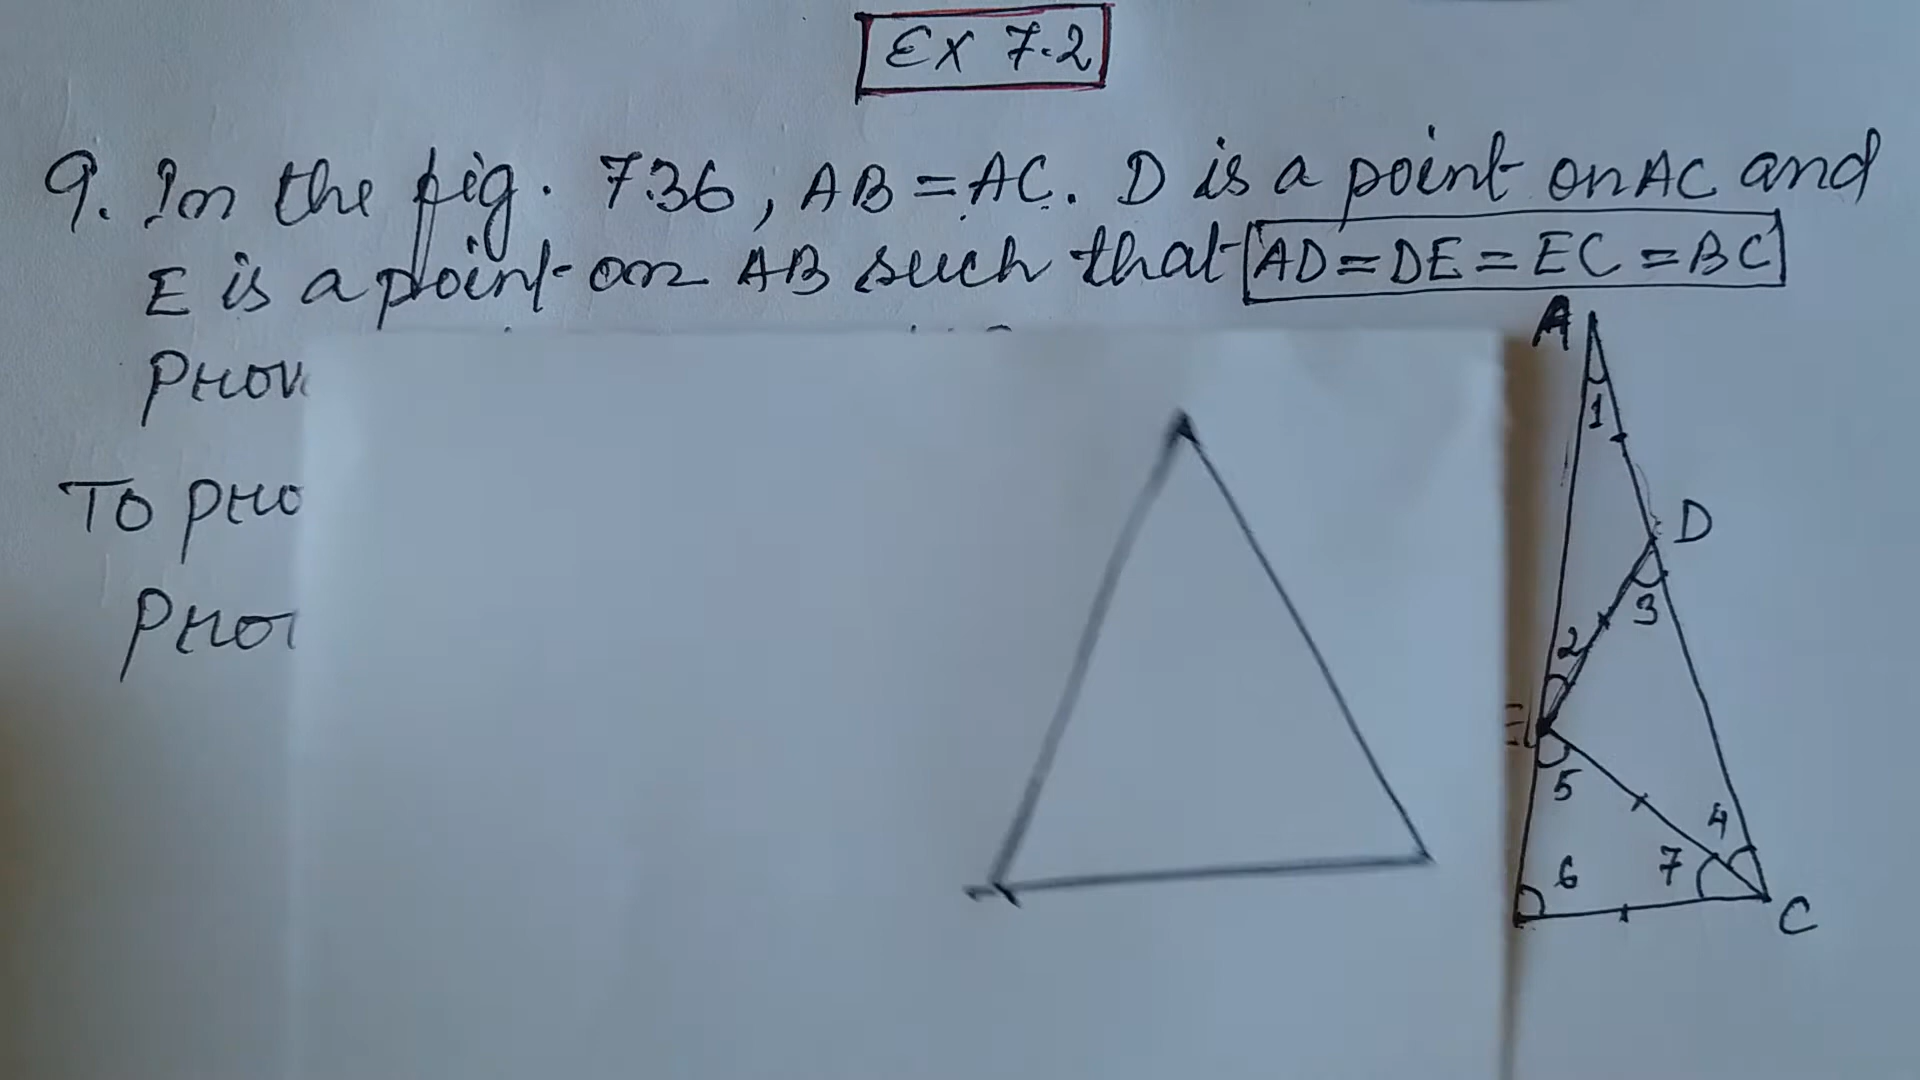 Ex 7.2
9. In the fig. 7.36, AB = AC. D is a point on AC and
E is a point on AB such that AD = DE = EC = BC
A
1
D
3
2
E
5
4
7
6
C